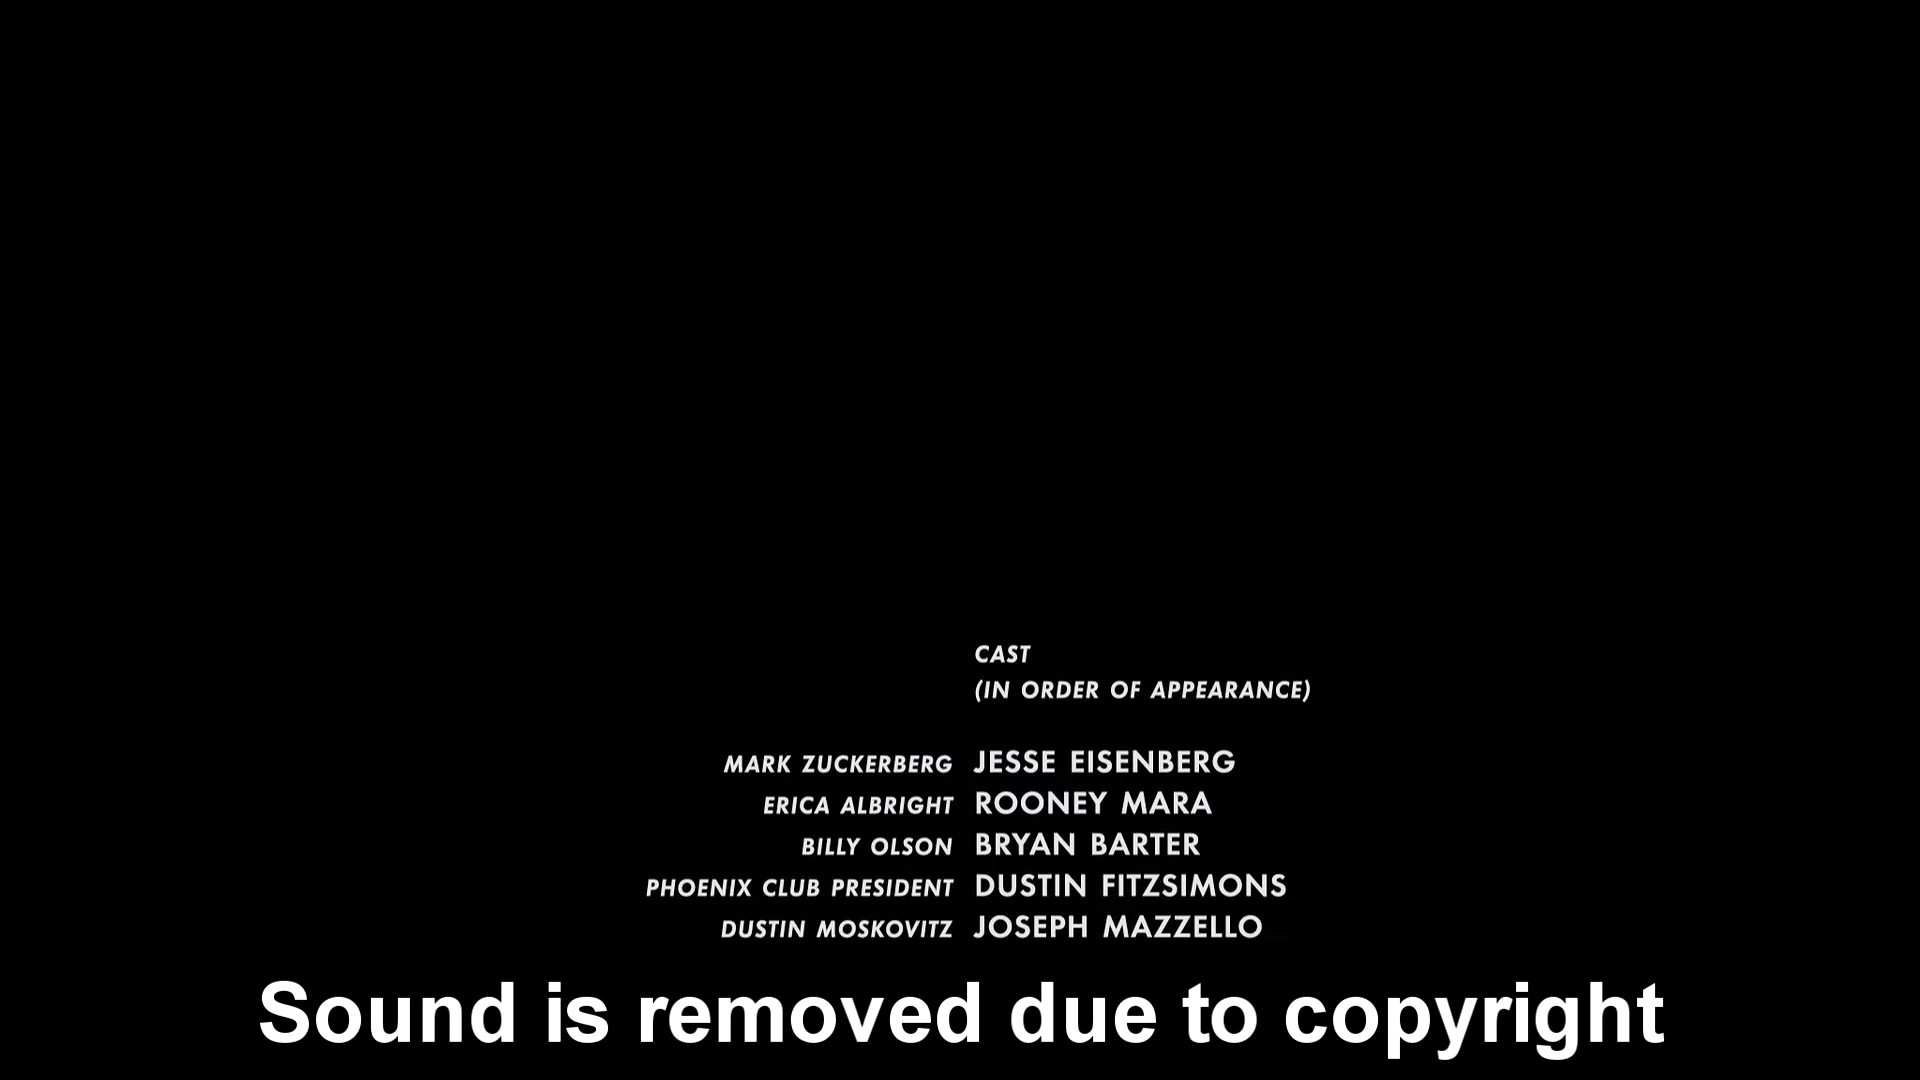 CAST
(IN ORDER OF APPEARANCE)
MARK ZUCKERBERG JESSE EISENBERG
ERICA ALBRIGHT ROONEY MARA
BILLY OLSON BRYAN BARTER
PHOENIX CLUB PRESIDENT DUSTIN FITZSIMONS
DUSTIN MOSKOVITZ JOSEPH MAZZELLO
Sound is removed due to copyright